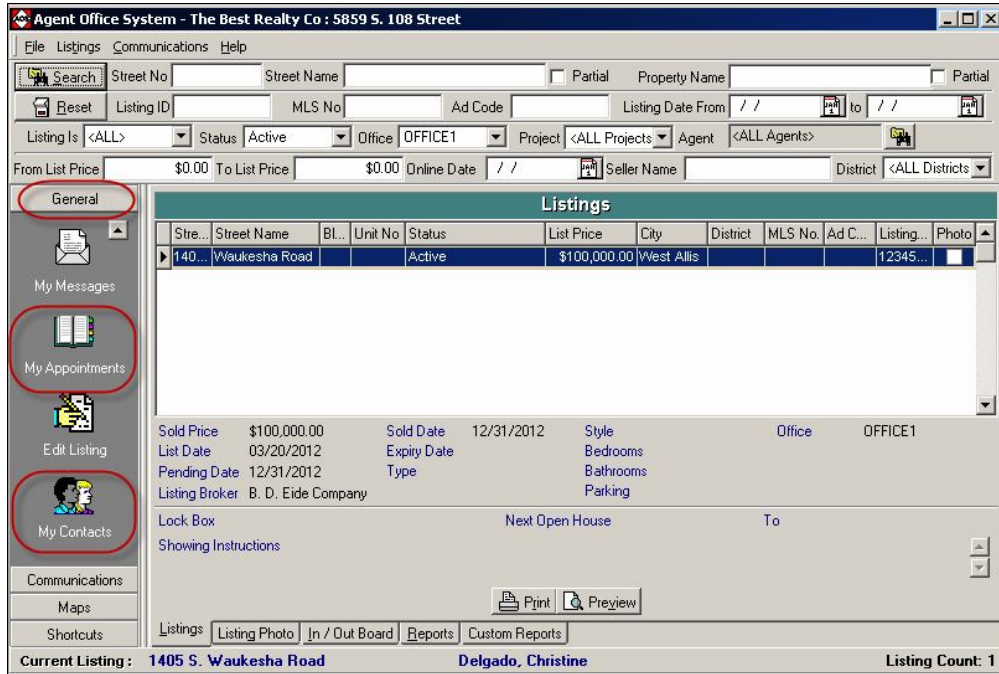 Agent Office System - The Best Realty Co : 5859 S. 108 Street
File Listings Communications Help
Search Street No Street Name Partial Property Name Partial
Reset Listing ID MLS No Ad Code Listing Date From / / to / /
Listing Is <ALL> Status Active Office OFFICE1 Project <ALL Projects Agent <ALL Agents>
From List Price $0.00 To List Price $0.00 Online Date / / Seller Name District <ALL Districts
General
Listings
Stre... Street Name Bl... Unit No Status List Price City District MLS No. Ad C... Listing... Photo
140... Waukesha Road Active $100,000.00 West Allis 12345...
My Messages
My Appointments
Edit Listing
My Contacts
Communications
Maps
Shortcuts
Sold Price $100,000.00 Sold Date 12/31/2012 Style Office OFFICE1
List Date 03/20/2012 Expiry Date Bedrooms
Pending Date 12/31/2012 Type Bathrooms
Listing Broker B. D. Eide Company Parking
Lock Box Next Open House To
Showing Instructions
Print Preview
Listings Listing Photo In / Out Board Reports Custom Reports
Current Listing : 1405 S. Waukesha Road Delgado, Christine Listing Count: 1